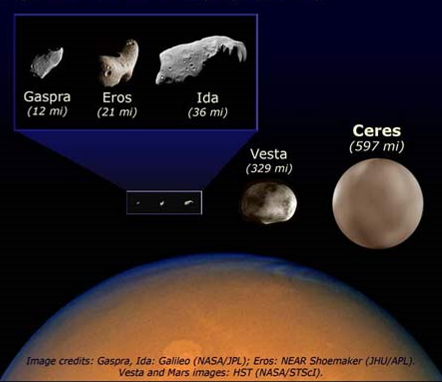 Gaspra
(12 mi)
Eros
(21 mi)
Ida
(36 mi)
Vesta
(329 mi)
Ceres
(597 mi)
Image credits: Gaspra, Ida: Galileo (NASA/JPL); Eros: NEAR Shoemaker (JHU/APL).
Vesta and Mars images: HST (NASA/STScI).